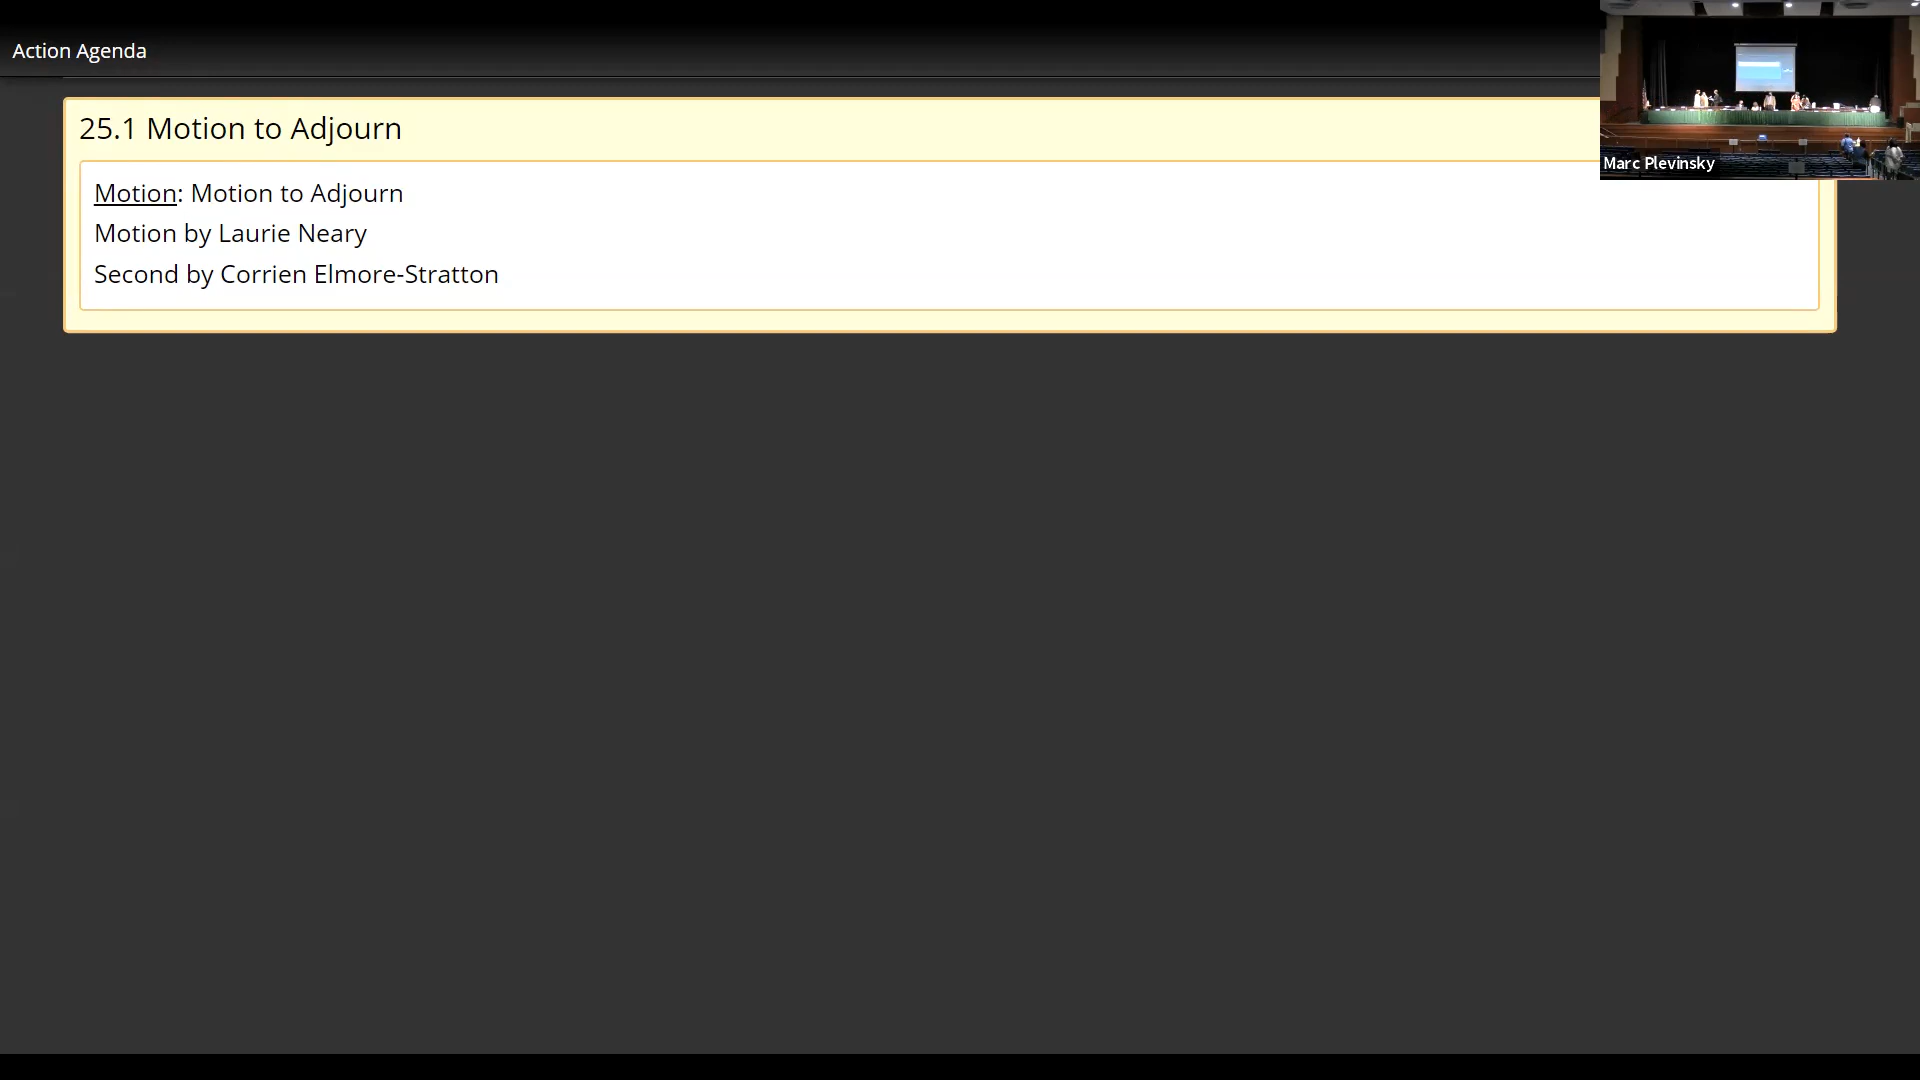 Action Agenda
25.1 Motion to Adjourn
Motion: Motion to Adjourn
Motion by Laurie Neary
Second by Corrien Elmore-Stratton
Marc Plevinsky